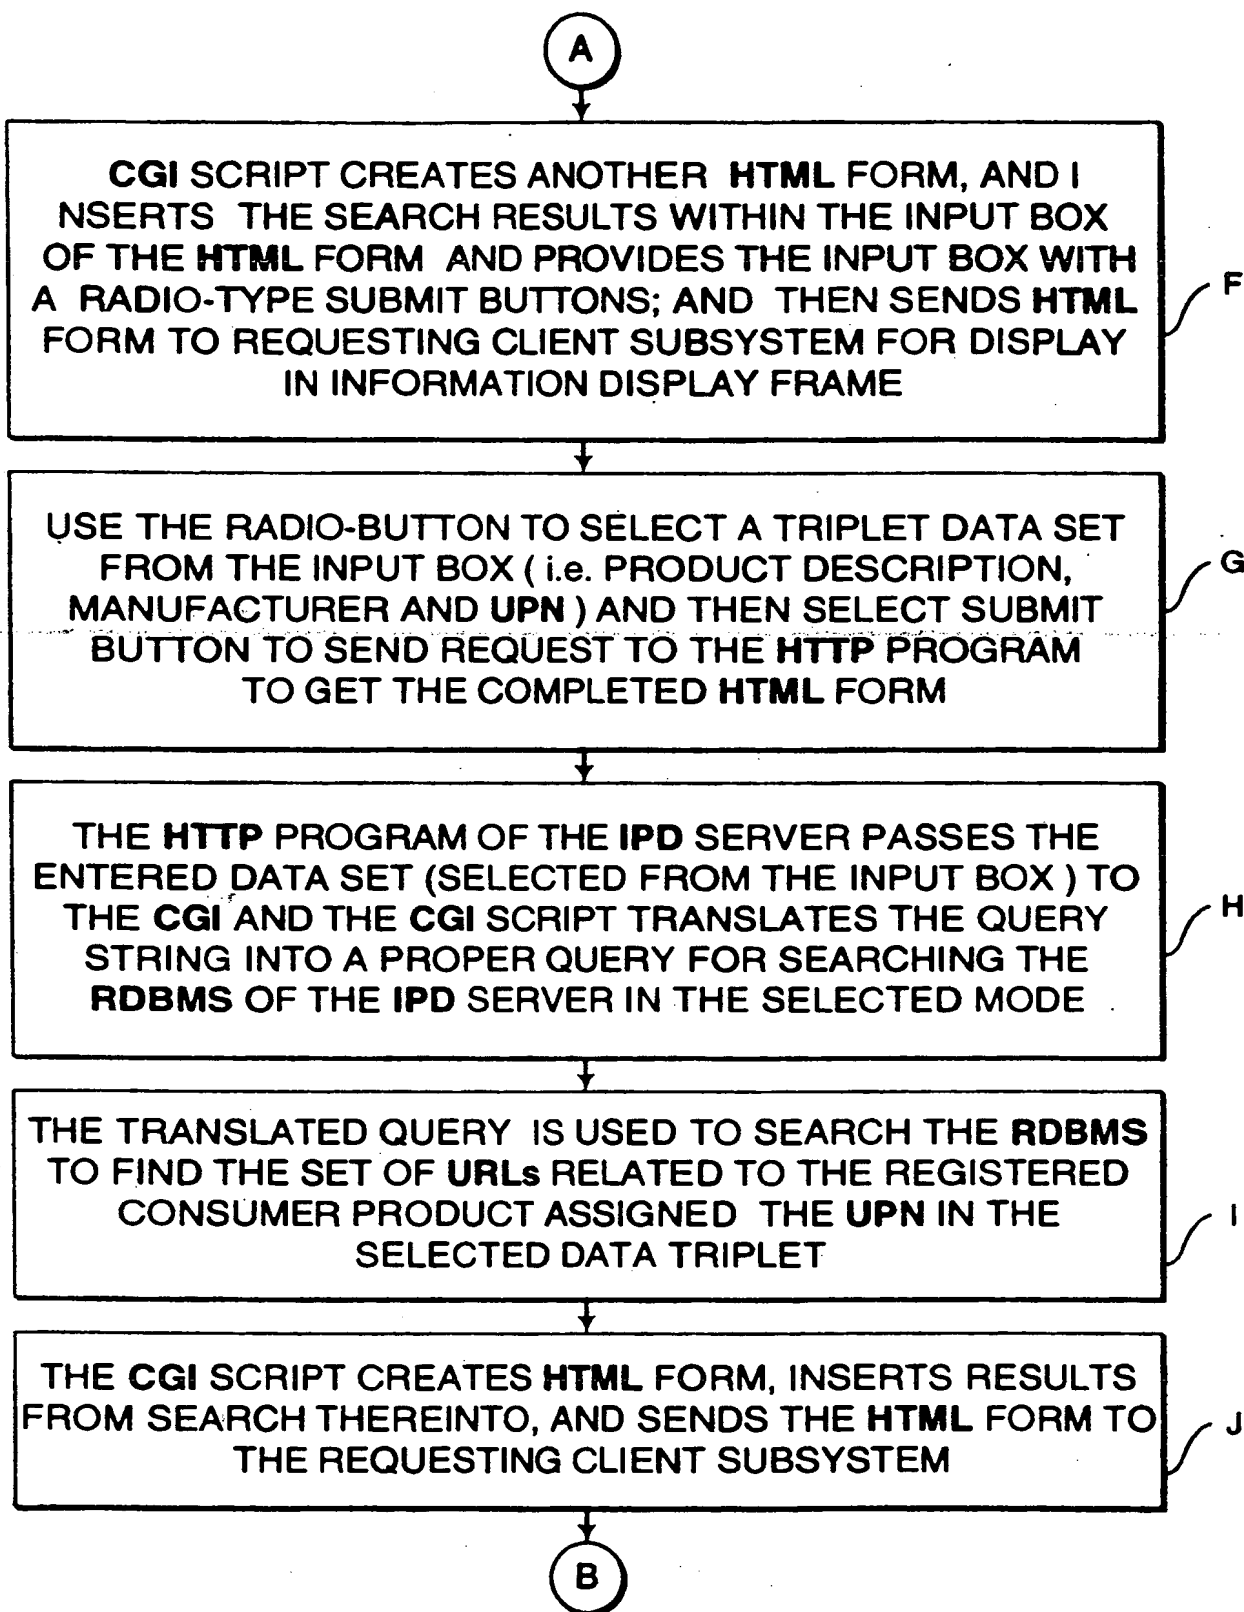 A
CGI SCRIPT CREATES ANOTHER HTML FORM, AND I
NSERTS THE SEARCH RESULTS WITHIN THE INPUT BOX
OF THE HTML FORM AND PROVIDES THE INPUT BOX WITH
A RADIO-TYPE SUBMIT BUTTONS; AND THEN SENDS HTML
FORM TO REQUESTING CLIENT SUBSYSTEM FOR DISPLAY
IN INFORMATION DISPLAY FRAME
F
USE THE RADIO-BUTTON TO SELECT A TRIPLET DATA SET
FROM THE INPUT BOX ( i.e. PRODUCT DESCRIPTION,
MANUFACTURER AND UPN ) AND THEN SELECT SUBMIT
BUTTON TO SEND REQUEST TO THE HTTP PROGRAM
TO GET THE COMPLETED HTML FORM
G
THE HTTP PROGRAM OF THE IPD SERVER PASSES THE
ENTERED DATA SET (SELECTED FROM THE INPUT BOX ) TO
THE CGI AND THE CGI SCRIPT TRANSLATES THE QUERY
STRING INTO A PROPER QUERY FOR SEARCHING THE
RDBMS OF THE IPD SERVER IN THE SELECTED MODE
H
THE TRANSLATED QUERY IS USED TO SEARCH THE RDBMS
TO FIND THE SET OF URLs RELATED TO THE REGISTERED
CONSUMER PRODUCT ASSIGNED THE UPN IN THE
SELECTED DATA TRIPLET
I
THE CGI SCRIPT CREATES HTML FORM, INSERTS RESULTS
FROM SEARCH THEREINTO, AND SENDS THE HTML FORM TO
THE REQUESTING CLIENT SUBSYSTEM
J
B